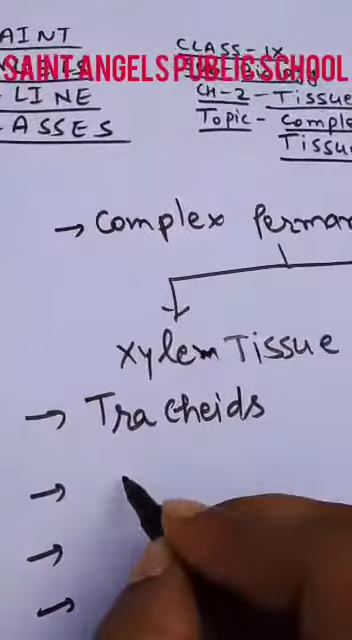 AINT
SAINT ANGELS PUBLIC SCHOOL
LINE
ASSES
CLASS-IX
CH-2-Tissue
Topic- Comple
Tissu
→ Complex Perman
Xylem Tissue
→ Tracheids
→
→
→